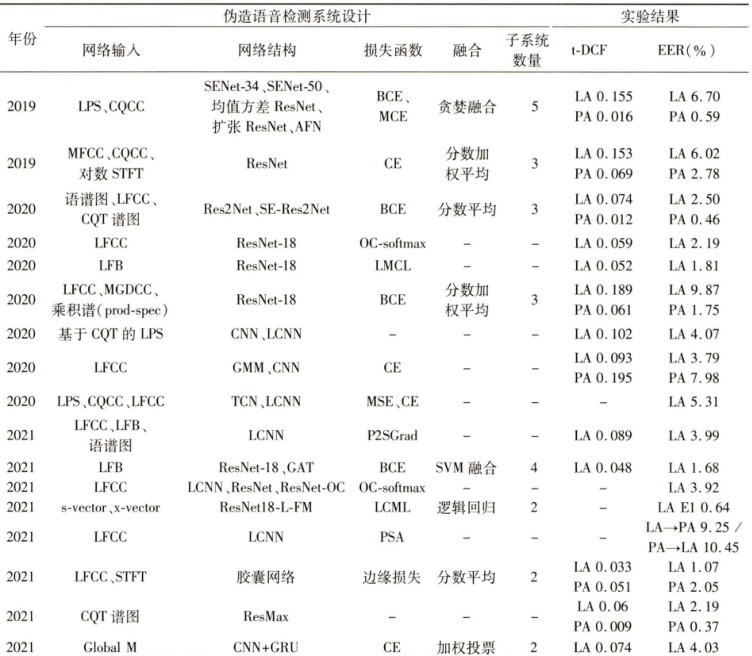 年份 伪造语音检测系统设计 实验结果
网络输入 网络结构 损失函数 融合 子系统数量 t-DCF EER(%)
2019 LPS、CQCC SENet-34、SENet-50、均值方差 ResNet、扩张 ResNet、AFN BCE、MCE 贪婪融合 5 LA 0.155 PA 0.016 LA 6.70 PA 0.59
2019 MFCC、CQCC、对数 STFT ResNet CE 分数加权平均 3 LA 0.153 PA 0.069 LA 6.02 PA 2.78
2020 语谱图、LFCC、CQT 谱图 Res2Net、SE-Res2Net BCE 分数平均 3 LA 0.074 PA 0.012 LA 2.50 PA 0.46
2020 LFCC ResNet-18 OC-softmax – – LA 0.059 LA 2.19
2020 LFB ResNet-18 LMCL – – LA 0.052 LA 1.81
2020 LFCC、MGDCC、乘积谱(prod-spec) ResNet-18 BCE 分数加权平均 3 LA 0.189 PA 0.061 LA 9.87 PA 1.75
2020 基于 CQT 的 LPS CNN、LCNN – – – LA 0.102 LA 4.07
2020 LFCC GMM、CNN CE – – LA 0.093 PA 0.195 LA 3.79 PA 7.98
2020 LPS、CQCC、LFCC TCN、LCNN MSE、CE – – – LA 5.31
2021 LFCC、LFB、语谱图 LCNN P2SGrad – – LA 0.089 LA 3.99
2021 LFB ResNet-18、GAT BCE SVM 融合 4 LA 0.048 LA 1.68
2021 LFCC LCNN、ResNet、ResNet-OC OC-softmax – – – LA 3.92
2021 s-vector、x-vector ResNet18-L-FM LCML 逻辑回归 2 – LA E1 0.64
2021 LFCC LCNN PSA – – – LA→PA 9.25 / PA→LA 10.45
2021 LFCC、STFT 胶囊网络 边缘损失 分数平均 2 LA 0.033 PA 0.051 LA 1.07 PA 2.05
2021 CQT 谱图 ResMax – – – LA 0.06 PA 0.009 LA 2.19 PA 0.37
2021 Global M CNN+GRU CE 加权投票 2 LA 0.074 LA 4.03